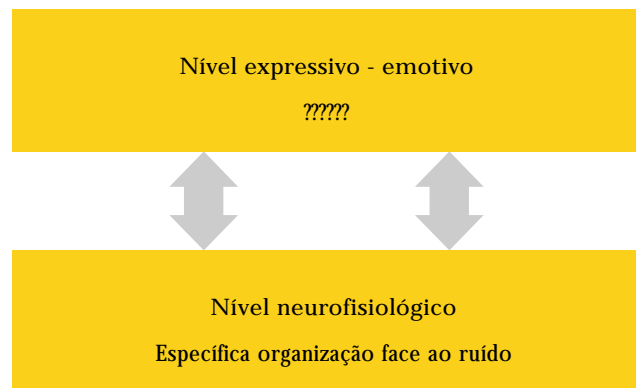 Nível expressivo - emotivo
??????
Nível neurofisiológico
Específica organização face ao ruído